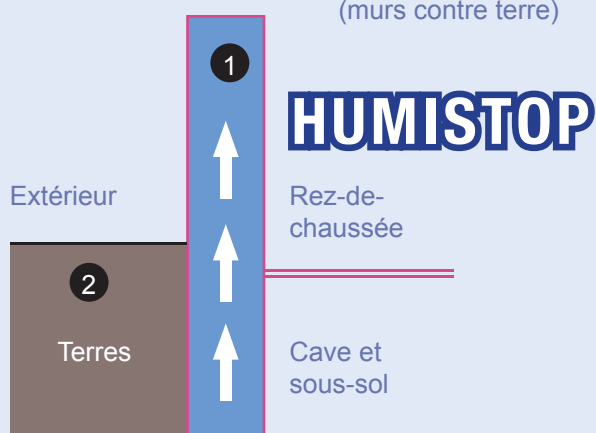 (murs contre terre)
1
HUMISTOP
Extérieur
Rez-de-
chaussée
2
Terres
Cave et
sous-sol